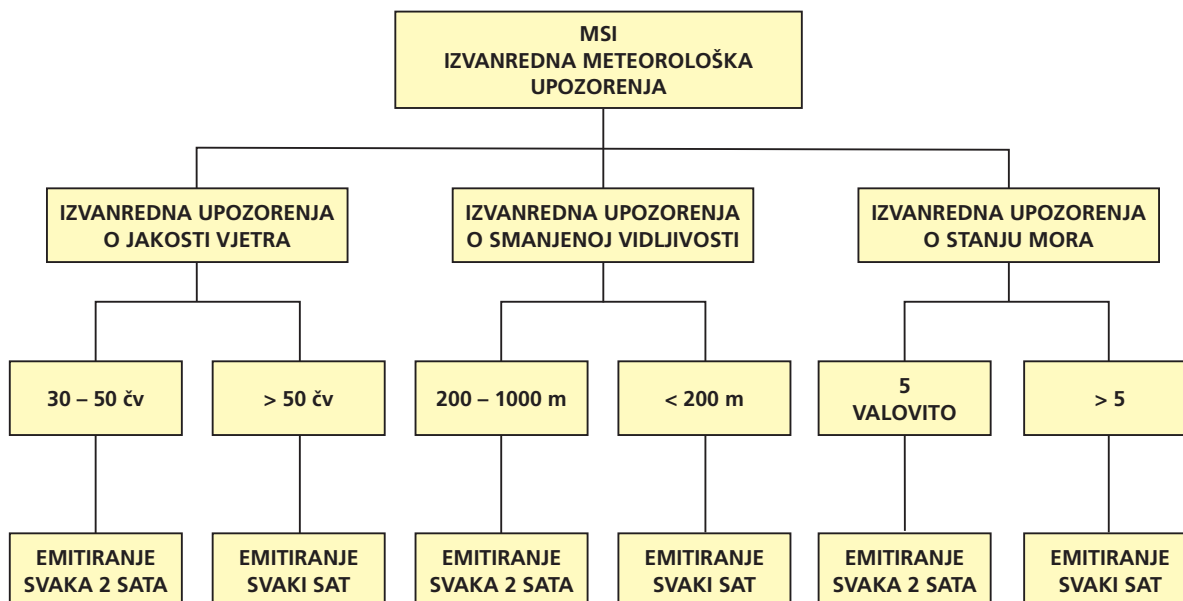 MSI
IZVANREDNA METEOROLOŠKA
UPOZORENJA
IZVANREDNA UPOZORENJA
O JAKOSTI VJETRA
IZVANREDNA UPOZORENJA
O SMANJENOJ VIDLJIVOSTI
IZVANREDNA UPOZORENJA
O STANJU MORA
30 – 50 čv
> 50 čv
200 – 1000 m
< 200 m
5
VALOVITO
> 5
EMITIRANJE
SVAKA 2 SATA
EMITIRANJE
SVAKI SAT
EMITIRANJE
SVAKA 2 SATA
EMITIRANJE
SVAKI SAT
EMITIRANJE
SVAKA 2 SATA
EMITIRANJE
SVAKI SAT